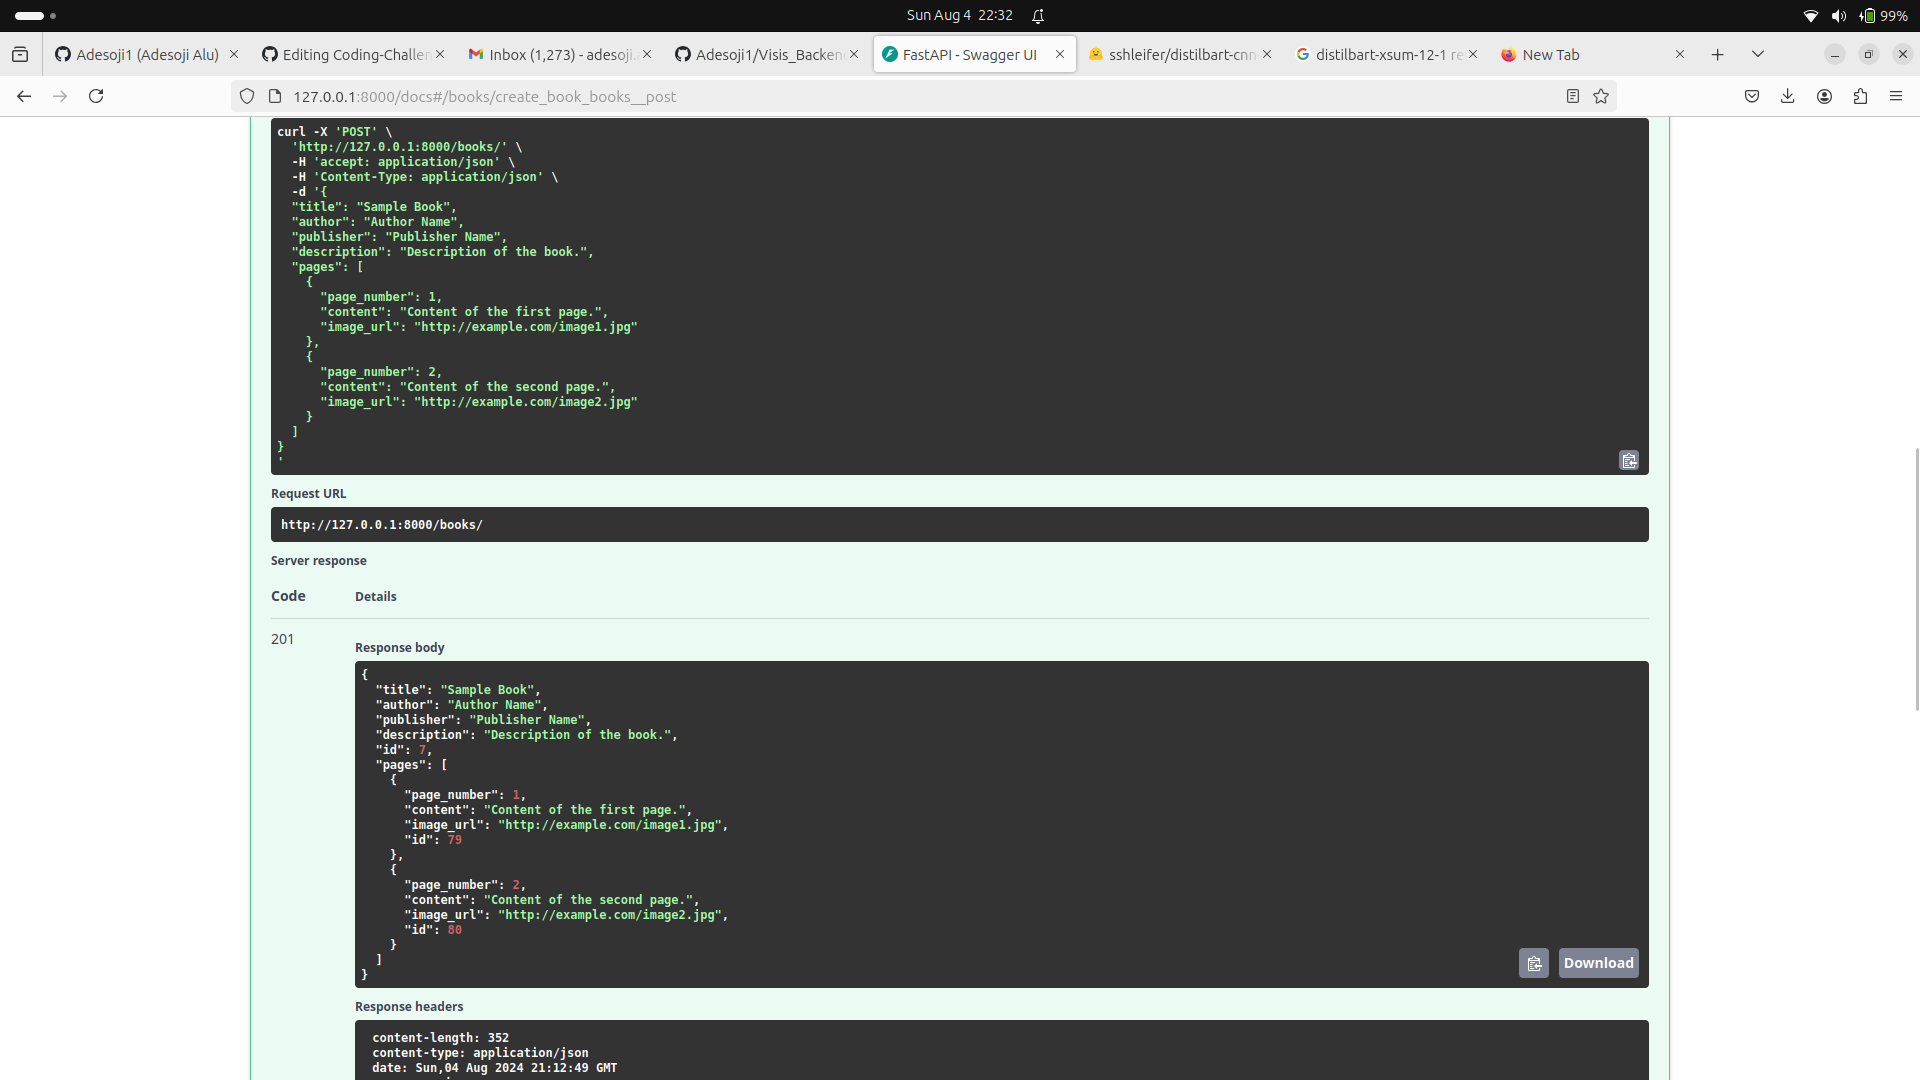 Sun Aug 4 22:32
99%
Adesoji1 (Adesoji Alu)
Editing Coding-Challen
Inbox (1,273) - adesoji.
Adesoji1/Visis_Backen
FastAPI - Swagger UI
sshleifer/distilbart-cnn
distilbart-xsum-12-1 re
New Tab
127.0.0.1:8000/docs#/books/create_book_books__post
curl -X 'POST' \
  'http://127.0.0.1:8000/books/' \
  -H 'accept: application/json' \
  -H 'Content-Type: application/json' \
  -d '{
  "title": "Sample Book",
  "author": "Author Name",
  "publisher": "Publisher Name",
  "description": "Description of the book.",
  "pages": [
    {
      "page_number": 1,
      "content": "Content of the first page.",
      "image_url": "http://example.com/image1.jpg"
    },
    {
      "page_number": 2,
      "content": "Content of the second page.",
      "image_url": "http://example.com/image2.jpg"
    }
  ]
}
'
Request URL
http://127.0.0.1:8000/books/
Server response
Code Details
201
Response body
{
  "title": "Sample Book",
  "author": "Author Name",
  "publisher": "Publisher Name",
  "description": "Description of the book.",
  "id": 7,
  "pages": [
    {
      "page_number": 1,
      "content": "Content of the first page.",
      "image_url": "http://example.com/image1.jpg",
      "id": 79
    },
    {
      "page_number": 2,
      "content": "Content of the second page.",
      "image_url": "http://example.com/image2.jpg",
      "id": 80
    }
  ]
}
Download
Response headers
content-length: 352
content-type: application/json
date: Sun,04 Aug 2024 21:12:49 GMT